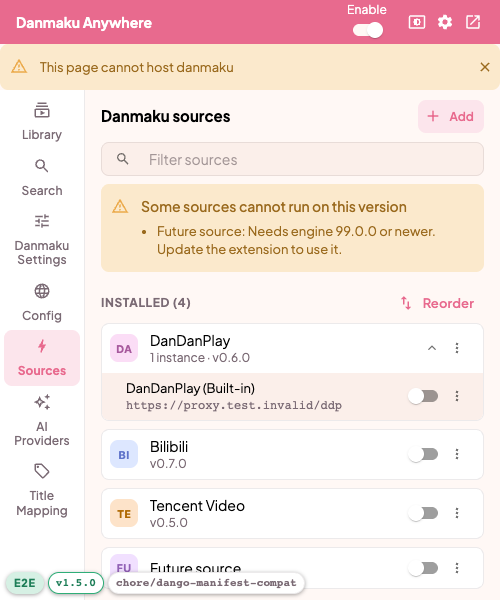 Danmaku Anywhere
Enable
This page cannot host danmaku
Library
Search
Danmaku
Settings
Config
Sources
AI
Providers
Title
Mapping
Danmaku sources
Add
Filter sources
Some sources cannot run on this version
• Future source: Needs engine 99.0.0 or newer.
Update the extension to use it.
INSTALLED (4)
Reorder
DA
DanDanPlay
1 instance · v0.6.0
DanDanPlay (Built-in)
https://proxy.test.invalid/ddp
BI
Bilibili
v0.7.0
TE
Tencent Video
v0.5.0
FU
Future source
E2E
v1.5.0
chore/dango-manifest-compat